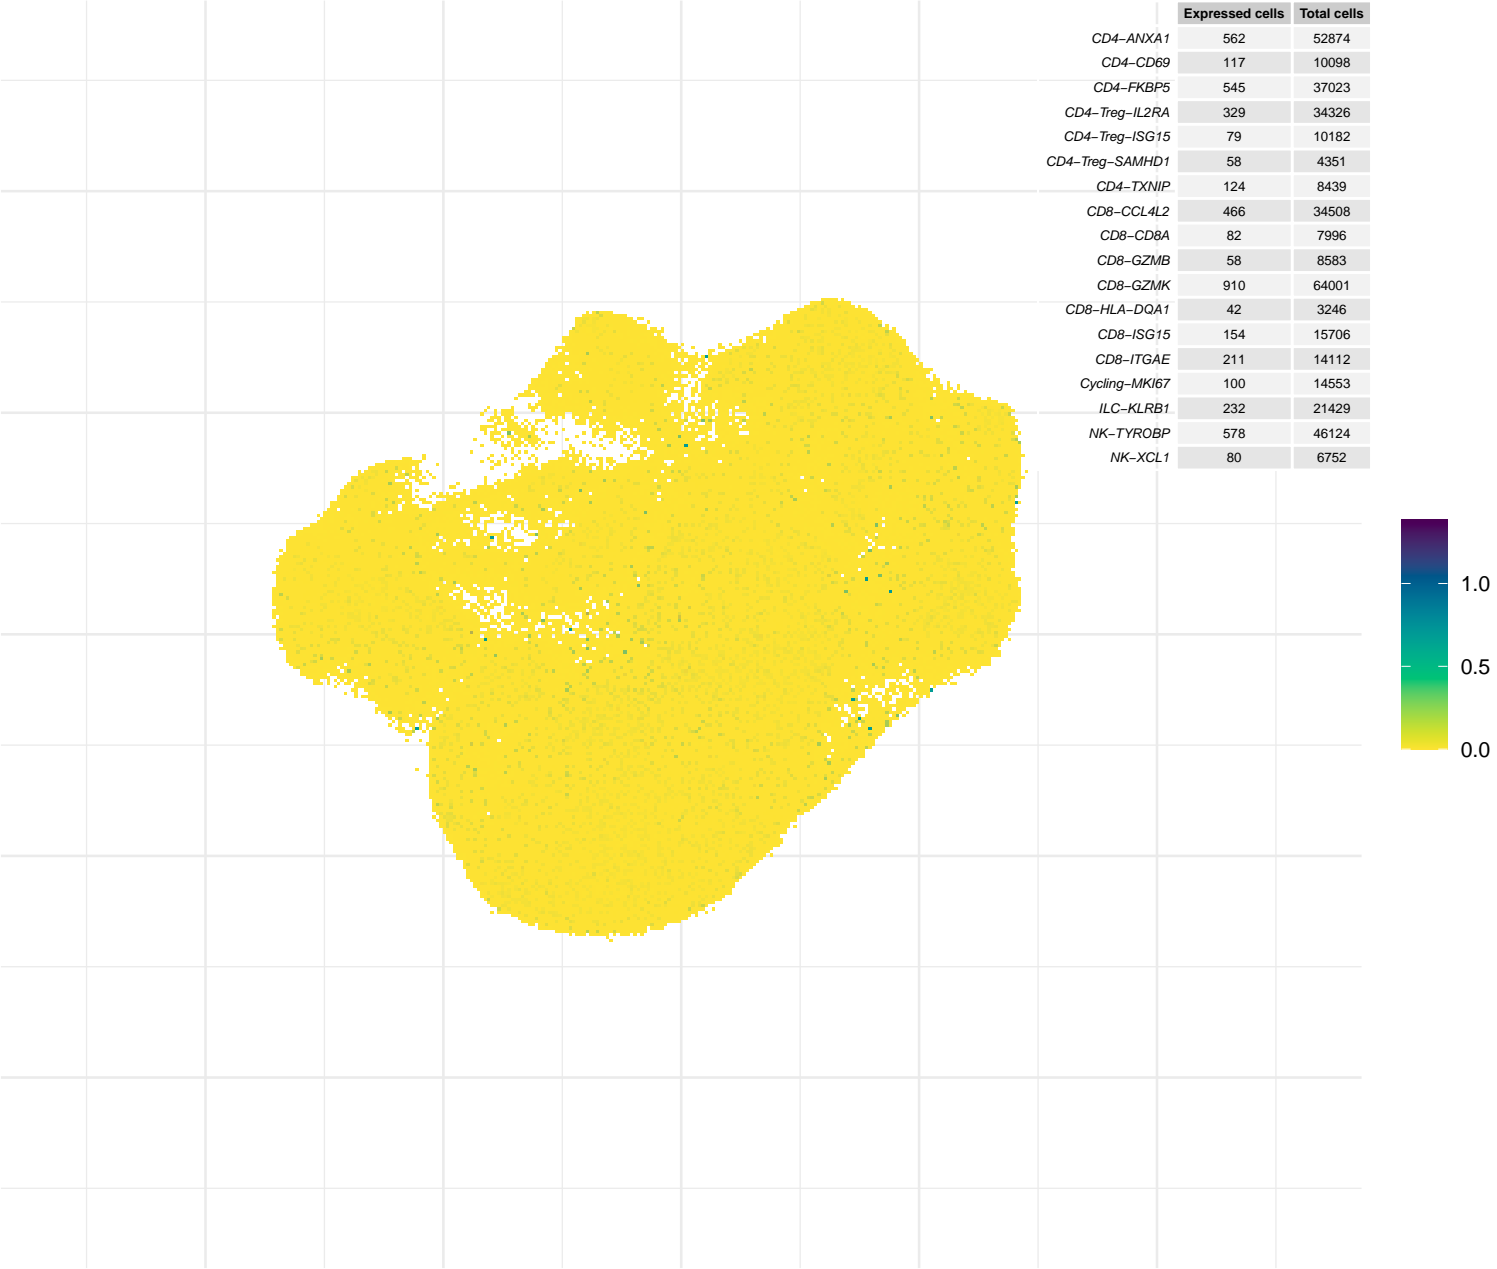 Expressed cells Total cells
CD4−ANXA1 562 52874
CD4−CD69 117 10098
CD4−FKBP5 545 37023
CD4−Treg−IL2RA 329 34326
CD4−Treg−ISG15 79 10182
CD4−Treg−SAMHD1 58 4351
CD4−TXNIP 124 8439
CD8−CCL4L2 466 34508
CD8−CD8A 82 7996
CD8−GZMB 58 8583
CD8−GZMK 910 64001
CD8−HLA−DQA1 42 3246
CD8−ISG15 154 15706
CD8−ITGAE 211 14112
Cycling−MKI67 100 14553
ILC−KLRB1 232 21429
NK−TYROBP 578 46124
NK−XCL1 80 6752
1.0
0.5
0.0